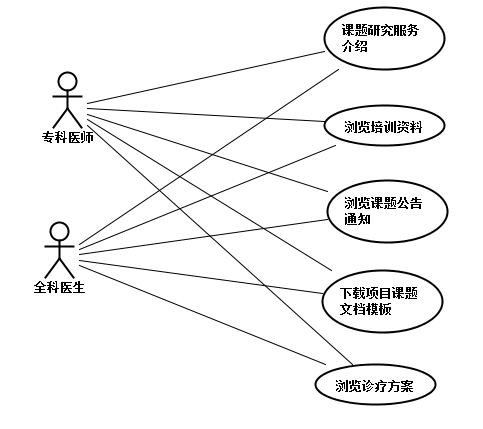 课题研究服务
介绍
专科医师
浏览培训资料
浏览课题公告
通知
全科医生
下载项目课题
文档模板
浏览诊疗方案